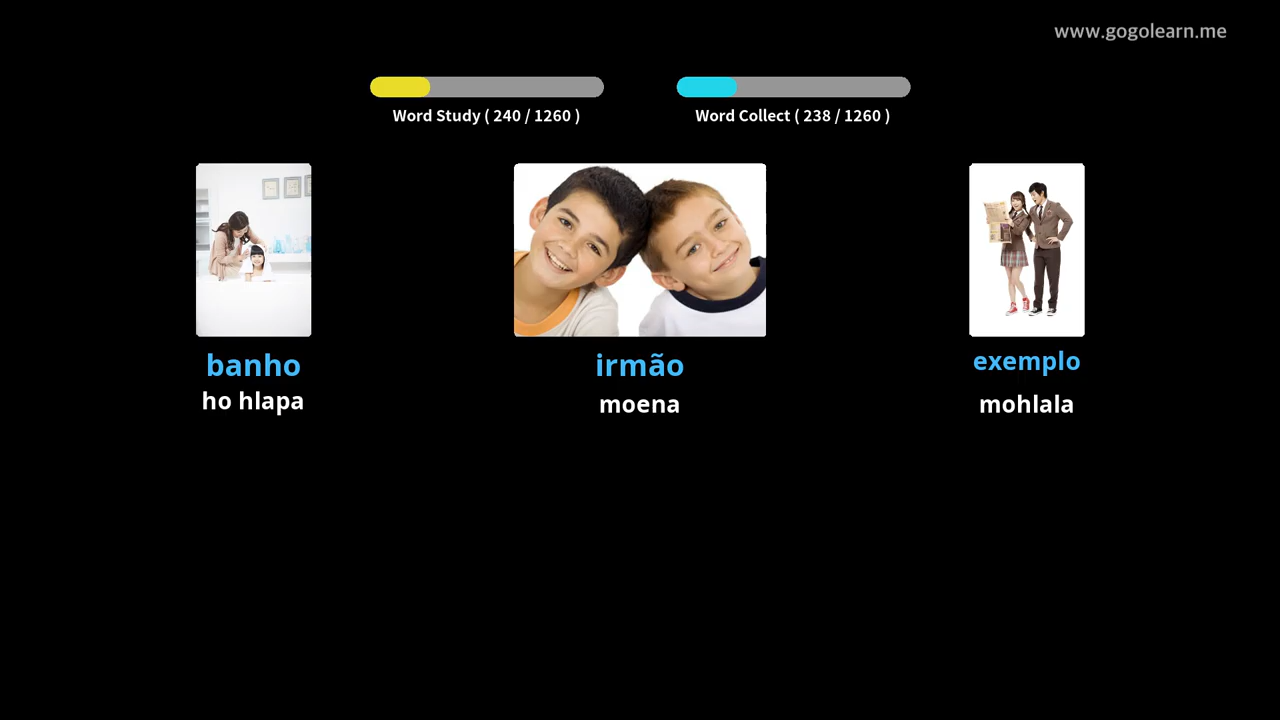 www.gogolearn.me
Word Study ( 240 / 1260 )
Word Collect ( 238 / 1260 )
banho
ho hlapa
irmão
moena
exemplo
mohlala